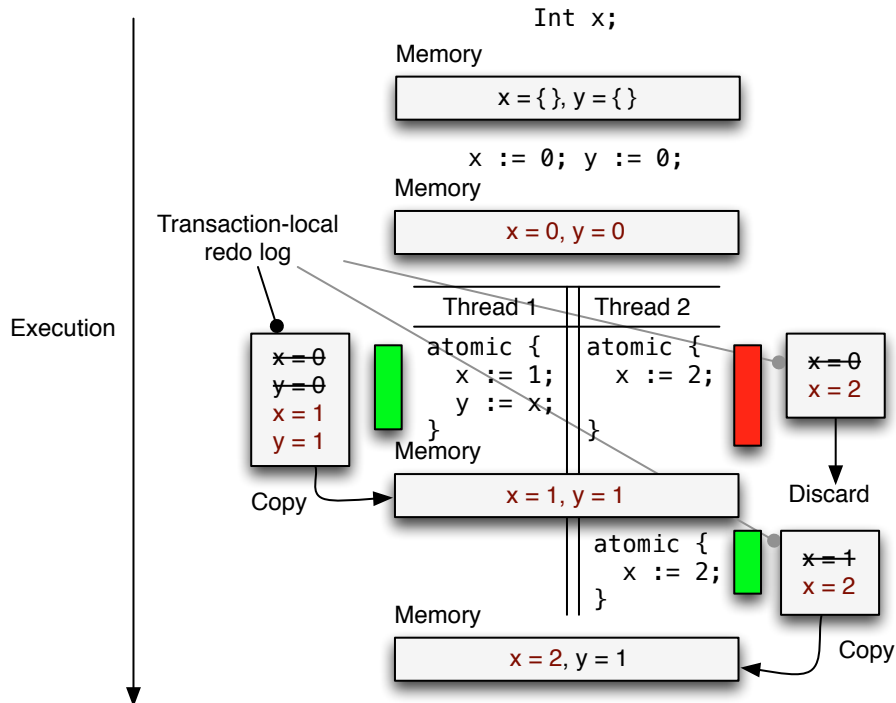 Int x;
Memory
x = { }, y = { }
x := 0; y := 0;
Memory
x = 0, y = 0
Transaction-local
redo log
Execution
Thread 1
Thread 2
x = 0
y = 0
x = 1
y = 1
atomic {
x := 1;
y := x;
}
atomic {
x := 2;
}
x = 0
x = 2
Memory
Copy
x = 1, y = 1
Discard
atomic {
x := 2;
}
x = 1
x = 2
Memory
x = 2, y = 1
Copy